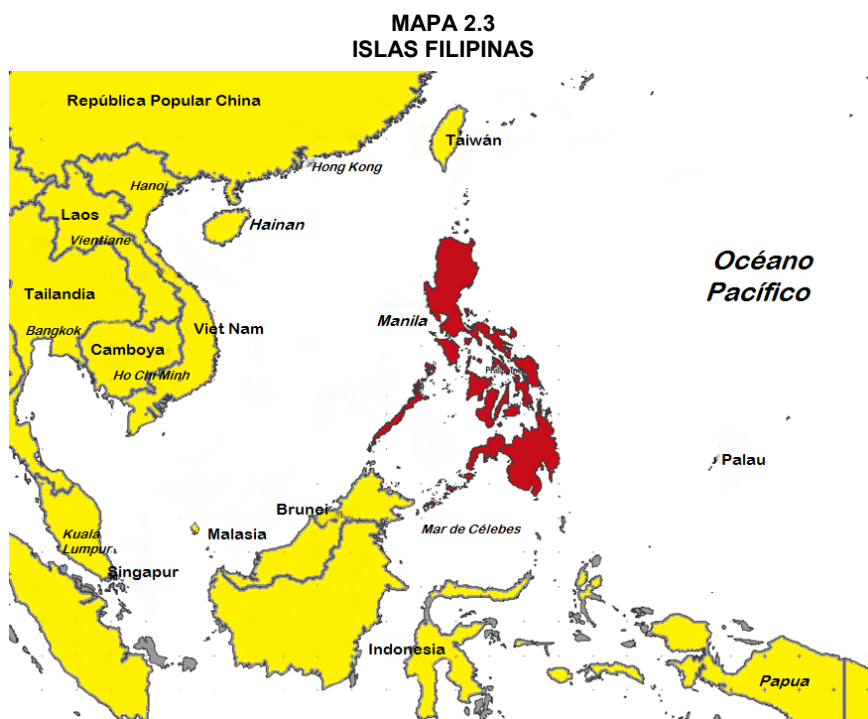 MAPA 2.3
ISLAS FILIPINAS
República Popular China
Taiwán
Hong Kong
Hanoi
Laos
Hainan
Vientiane
Océano
Pacífico
Tailandia
Manila
Viet Nam
Bangkok
Camboya
Ho Chi Minh
Palau
Brunei
Mar de Célebes
Malasia
Kuala
Lumpur
Singapur
Indonesia
Papua